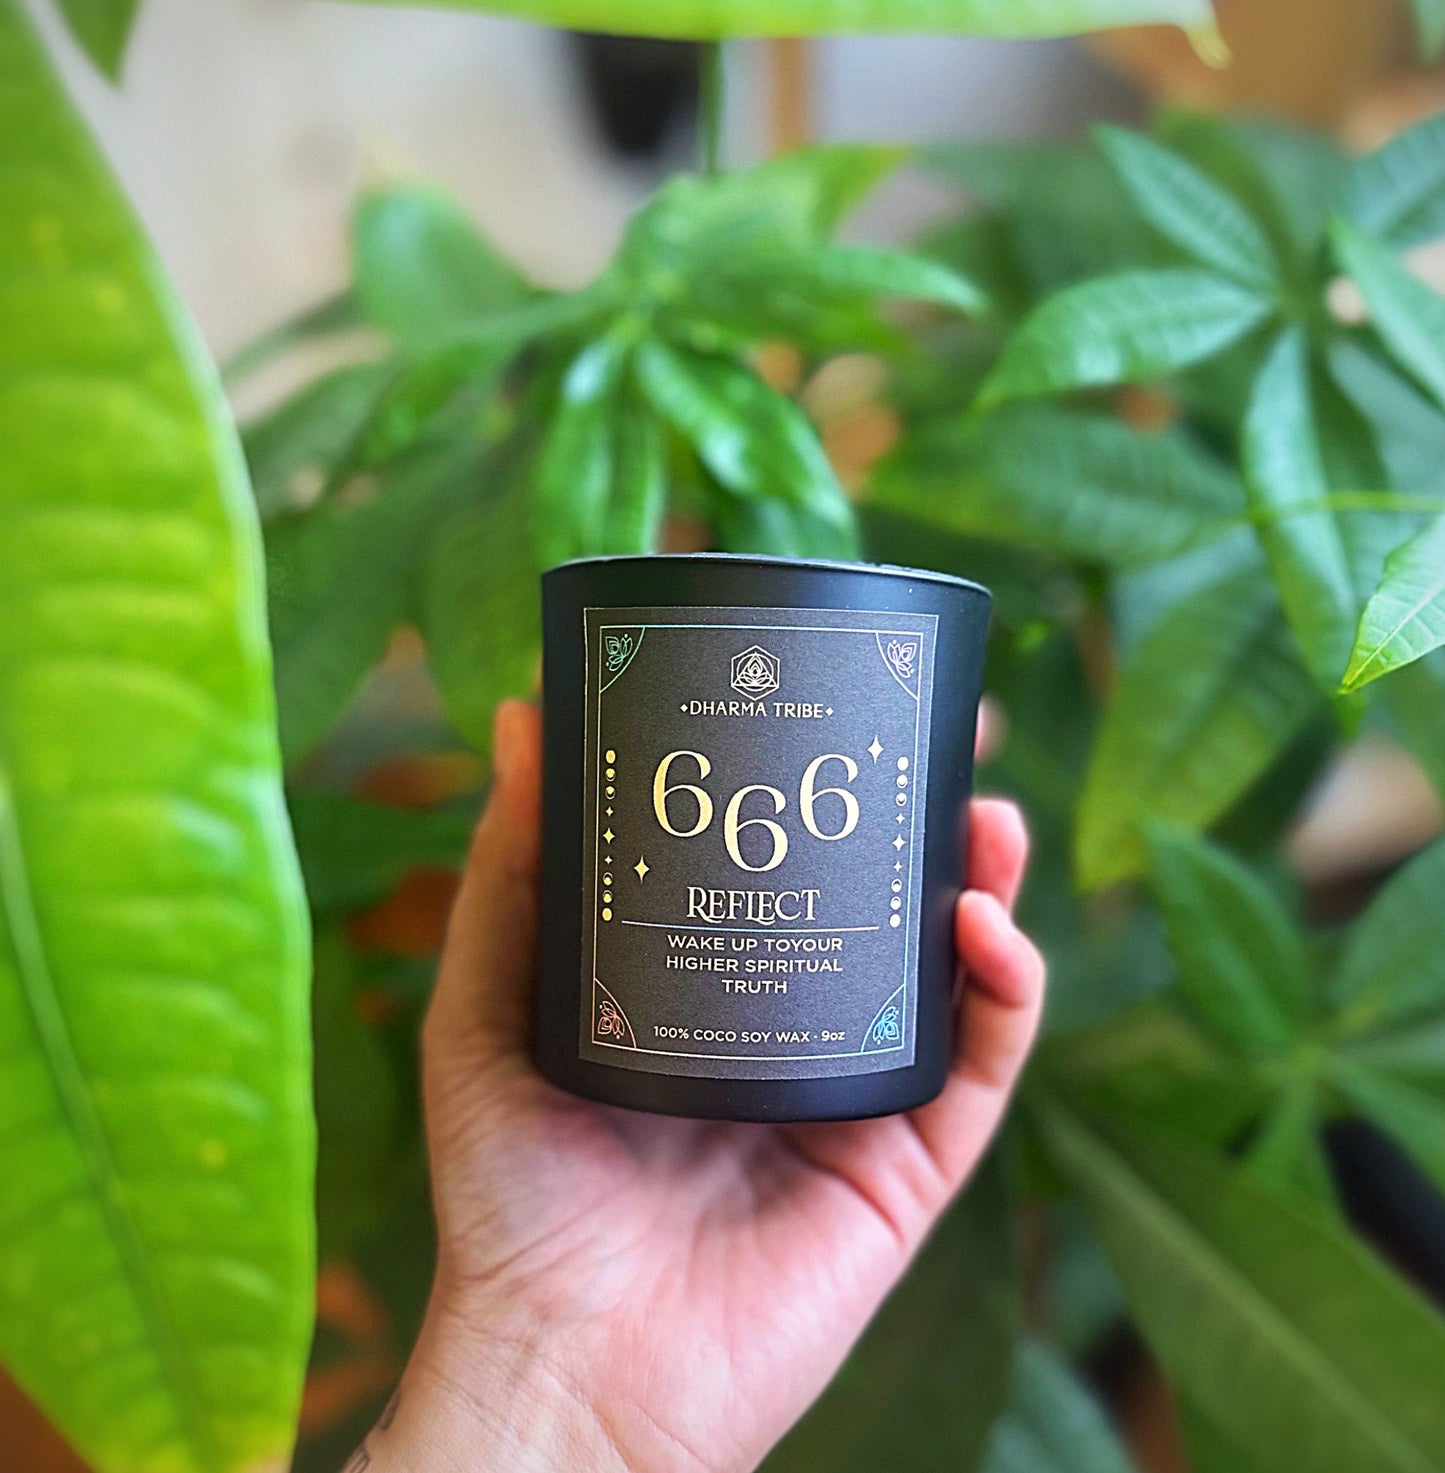 DHARMA TRIBE
666
REFLECT
WAKE UP TOYOUR
HIGHER SPIRITUAL
TRUTH
100% COCO SOY WAX · 9oz